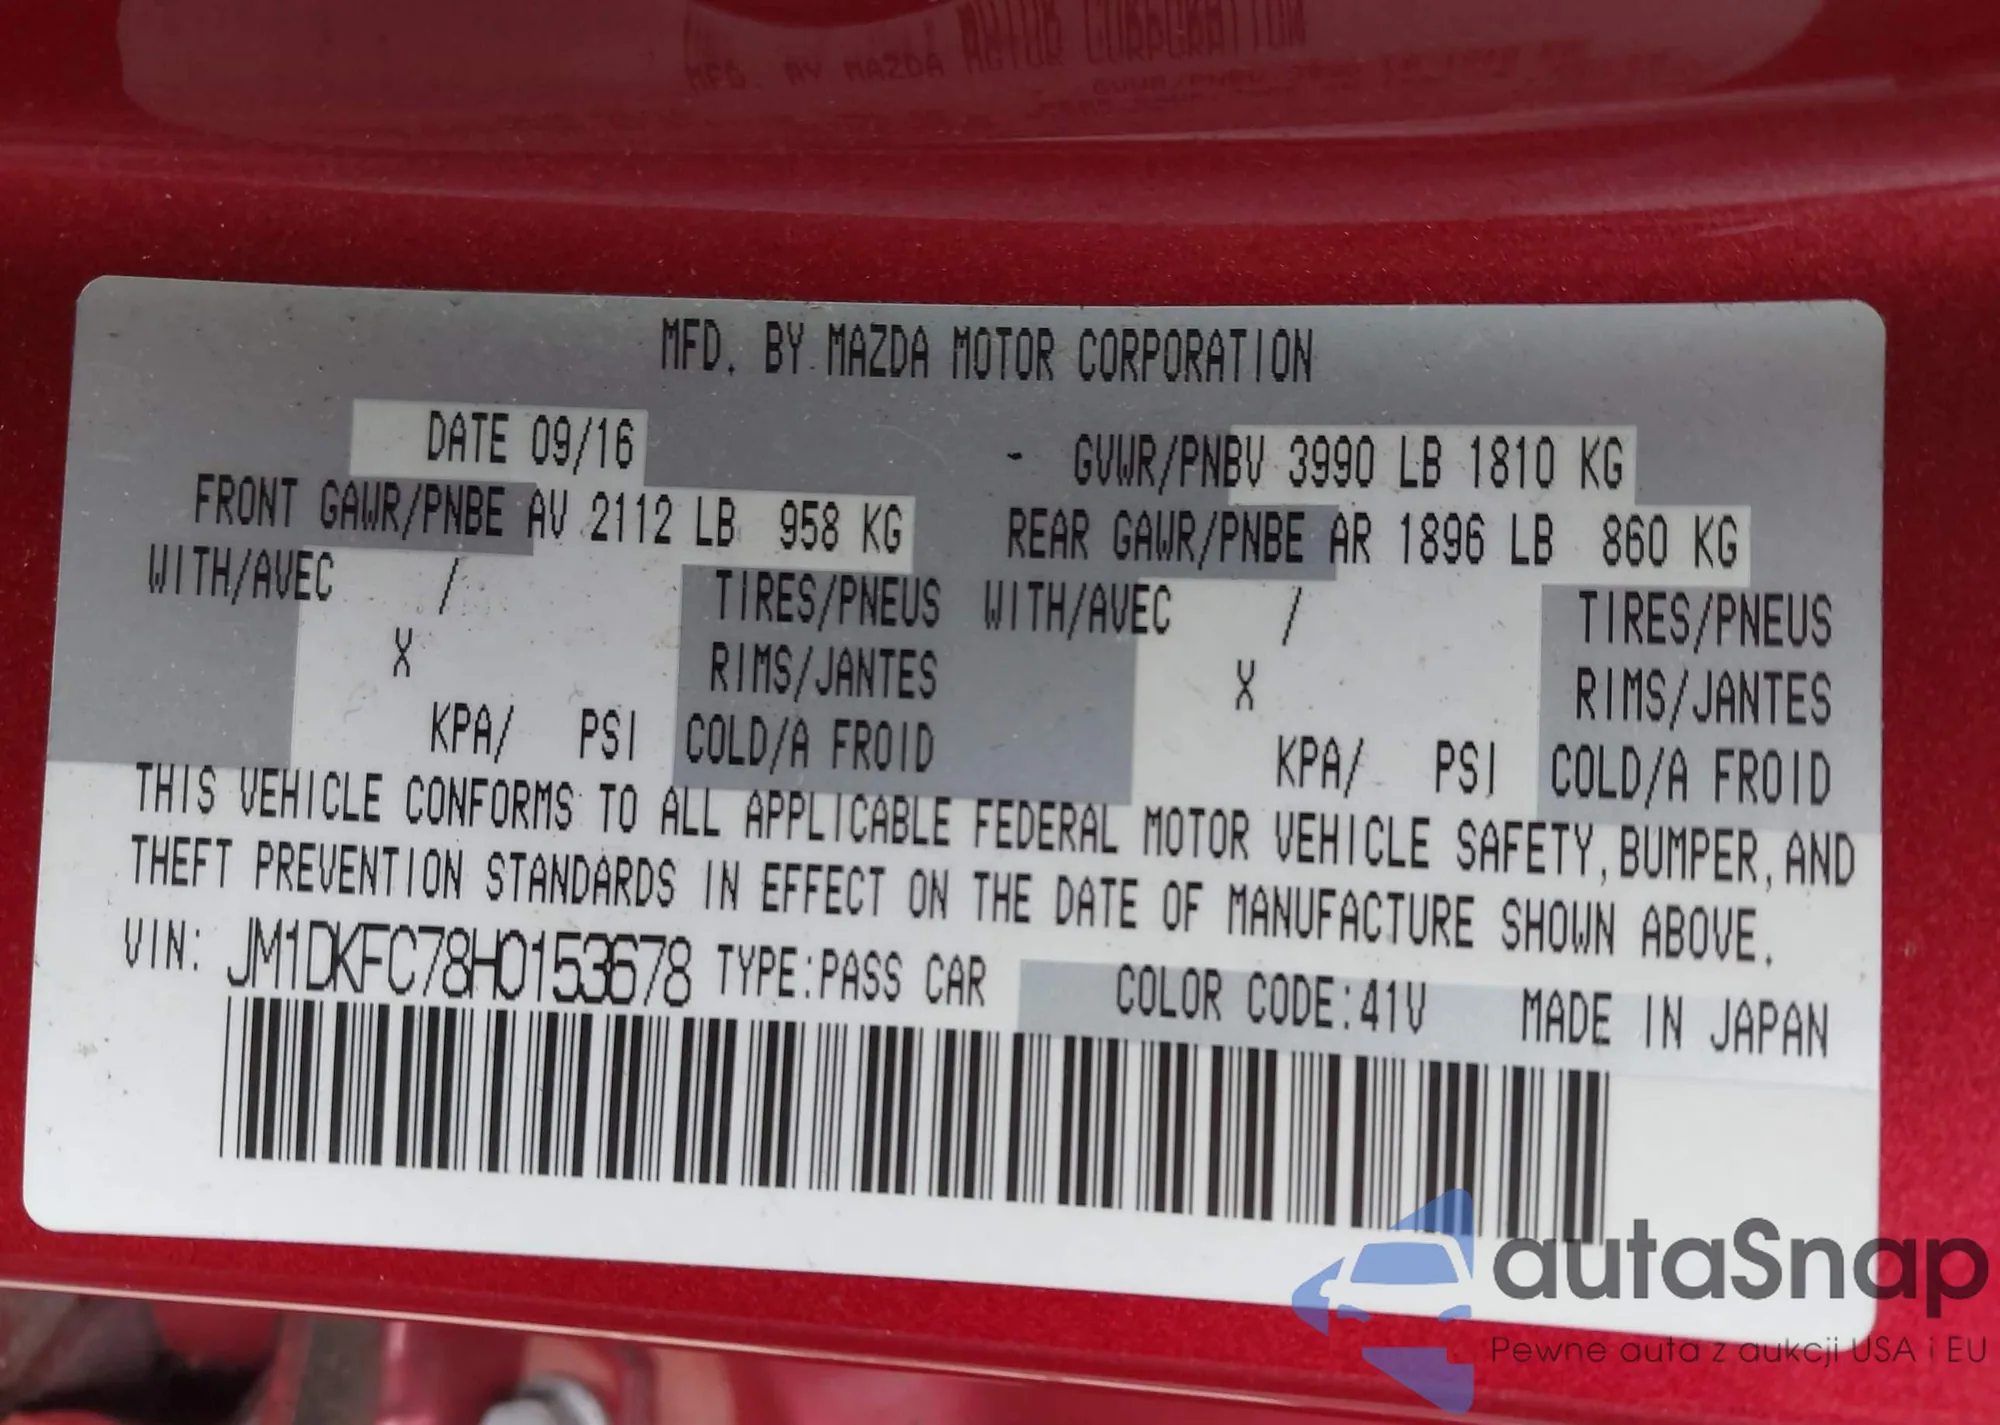 MFD. BY MAZDA MOTOR CORPORATION
DATE 09/16 - GVWR/PNBV 3990 LB 1810 KG
FRONT GAWR/PNBE AV 2112 LB 958 KG REAR GAWR/PNBE AR 1896 LB 860 KG
WITH/AVEC / TIRES/PNEUS WITH/AVEC / TIRES/PNEUS
X RIMS/JANTES X RIMS/JANTES
KPA/ PSI COLD/A FROID KPA/ PSI COLD/A FROID
THIS VEHICLE CONFORMS TO ALL APPLICABLE FEDERAL MOTOR VEHICLE SAFETY, BUMPER, AND
THEFT PREVENTION STANDARDS IN EFFECT ON THE DATE OF MANUFACTURE SHOWN ABOVE.
VIN: JM1DKFC78H0153678 TYPE:PASS CAR COLOR CODE:41V MADE IN JAPAN
autaSnap
Pewne auta z aukcji USA i EU